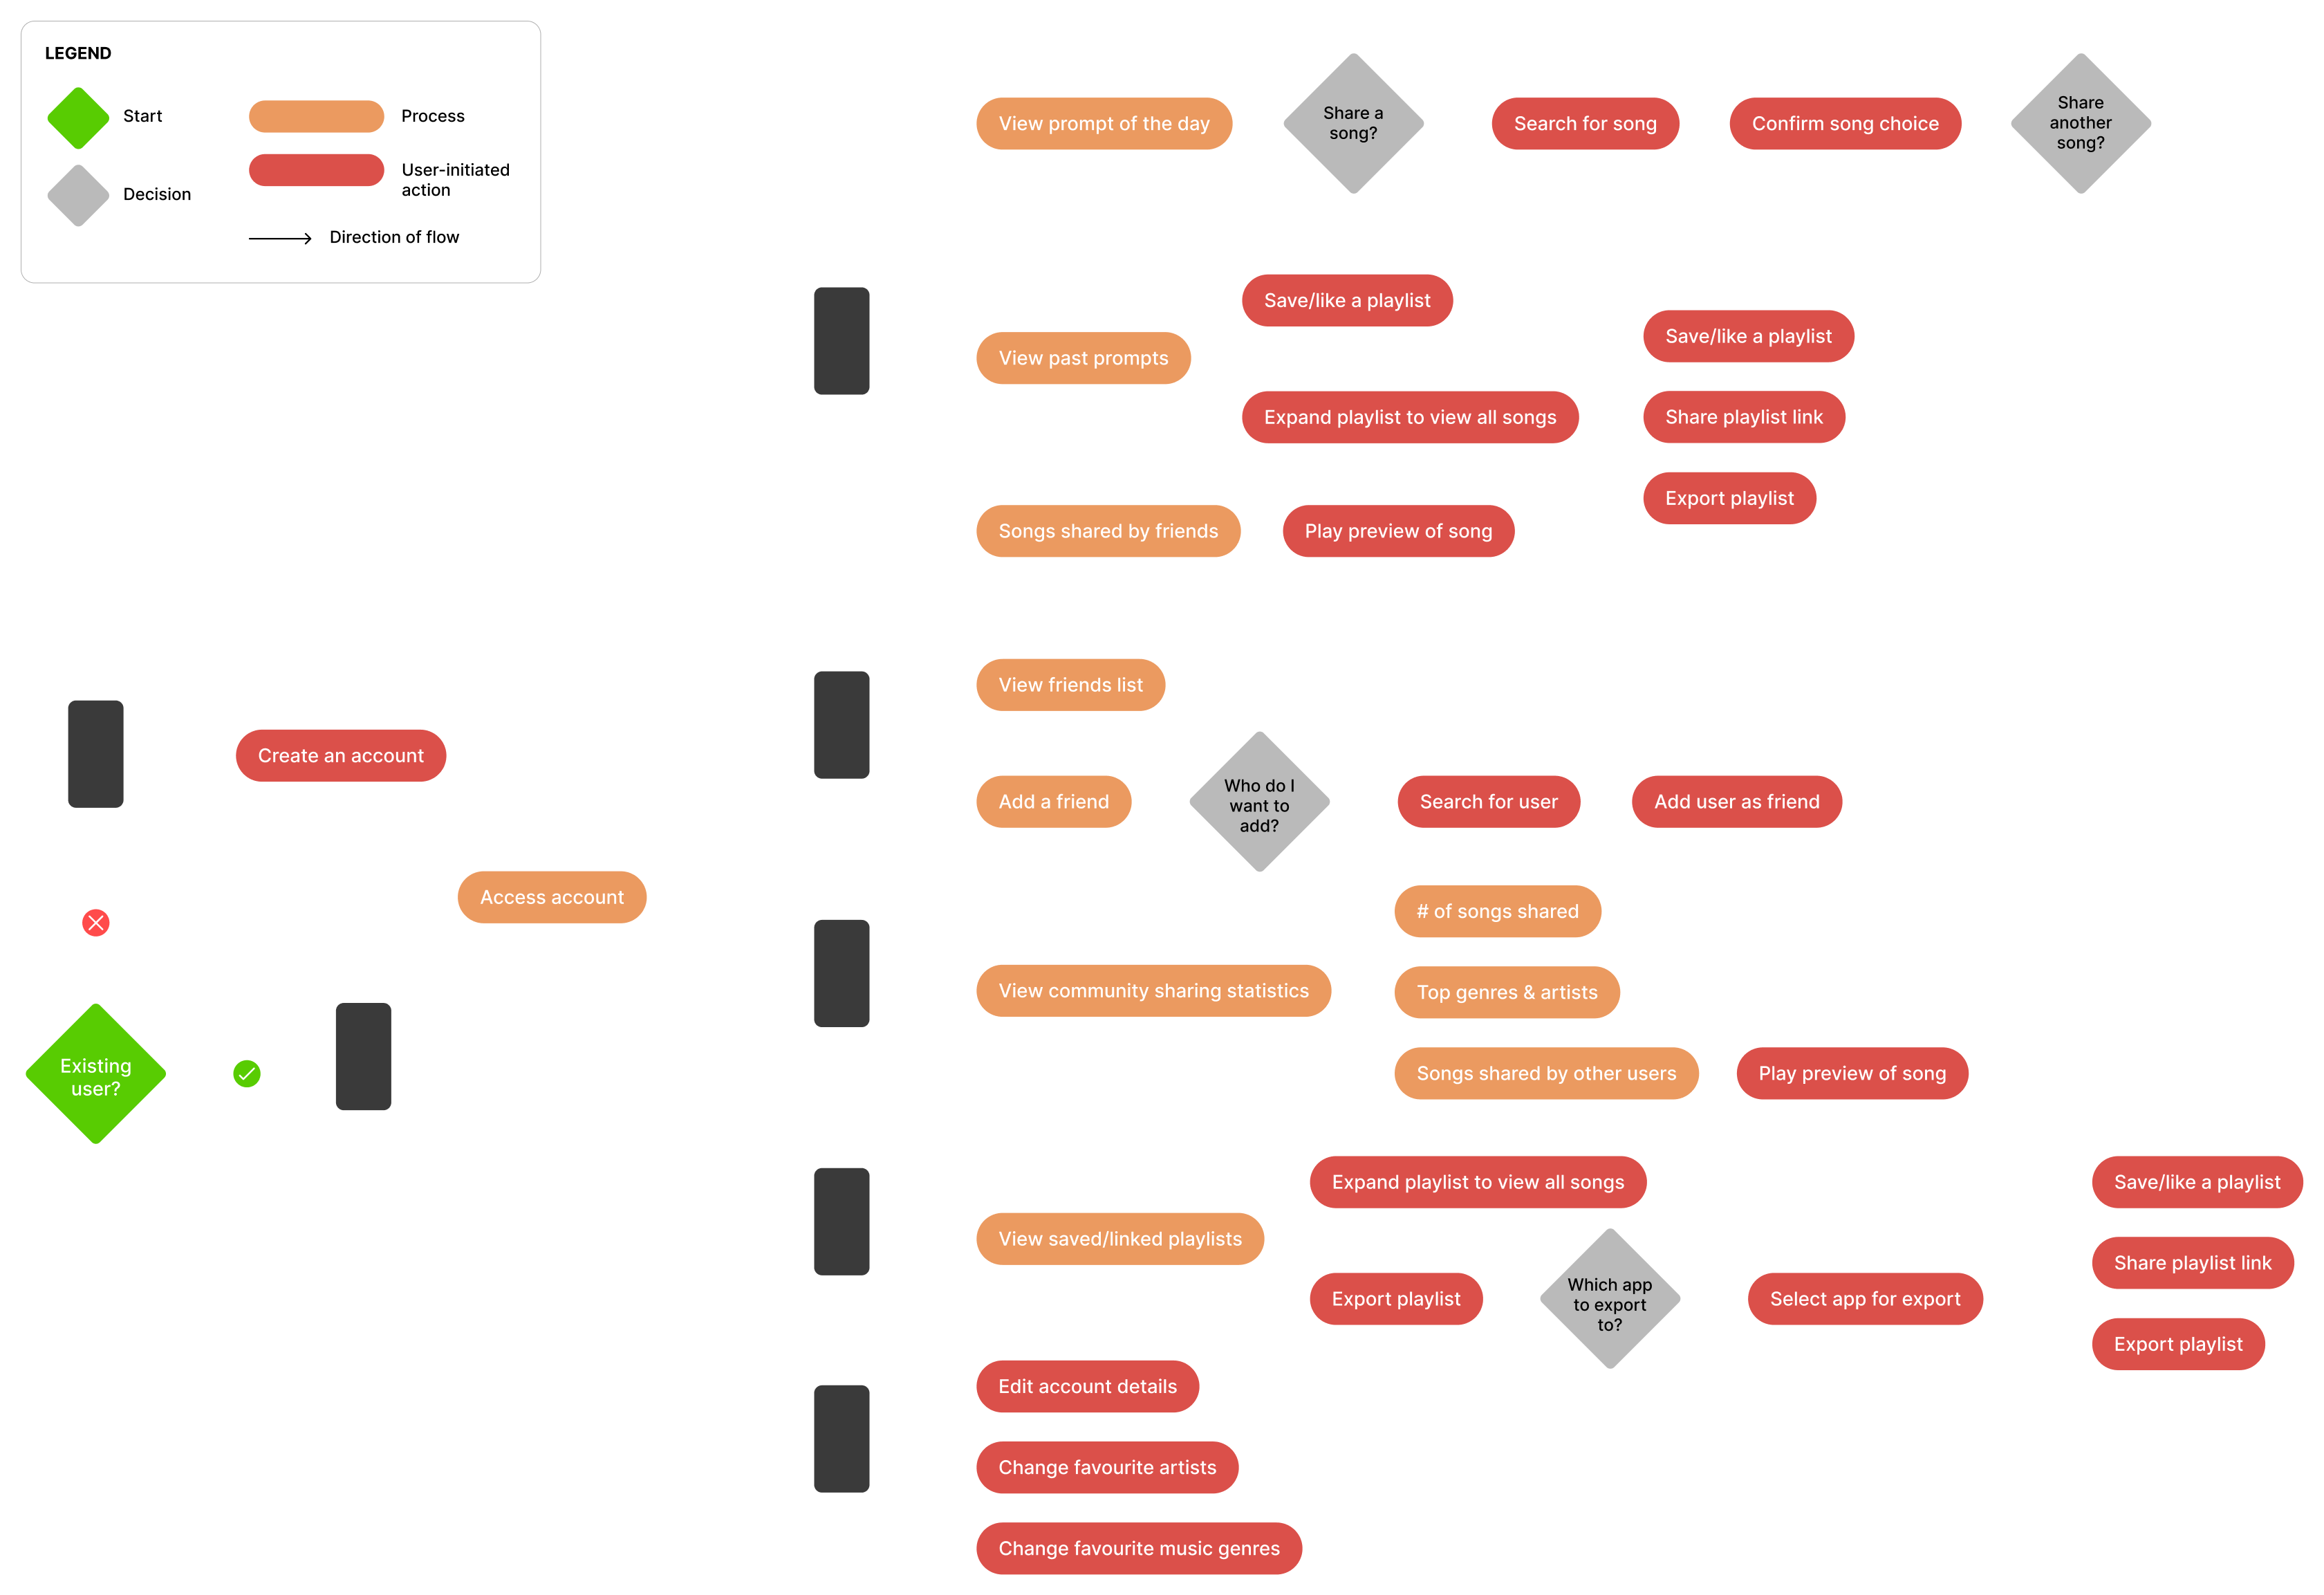 LEGEND
Start
Process
Decision
User-initiated
action
Direction of flow
View prompt of the day
Share a
song?
Search for song
Confirm song choice
Share
another
song?
Save/like a playlist
View past prompts
Expand playlist to view all songs
Save/like a playlist
Share playlist link
Export playlist
Songs shared by friends
Play preview of song
View friends list
Create an account
Add a friend
Who do I
want to
add?
Search for user
Add user as friend
Access account
# of songs shared
View community sharing statistics
Top genres & artists
Songs shared by other users
Play preview of song
Existing
user?
Expand playlist to view all songs
View saved/linked playlists
Export playlist
Which app
to export
to?
Select app for export
Save/like a playlist
Share playlist link
Export playlist
Edit account details
Change favourite artists
Change favourite music genres